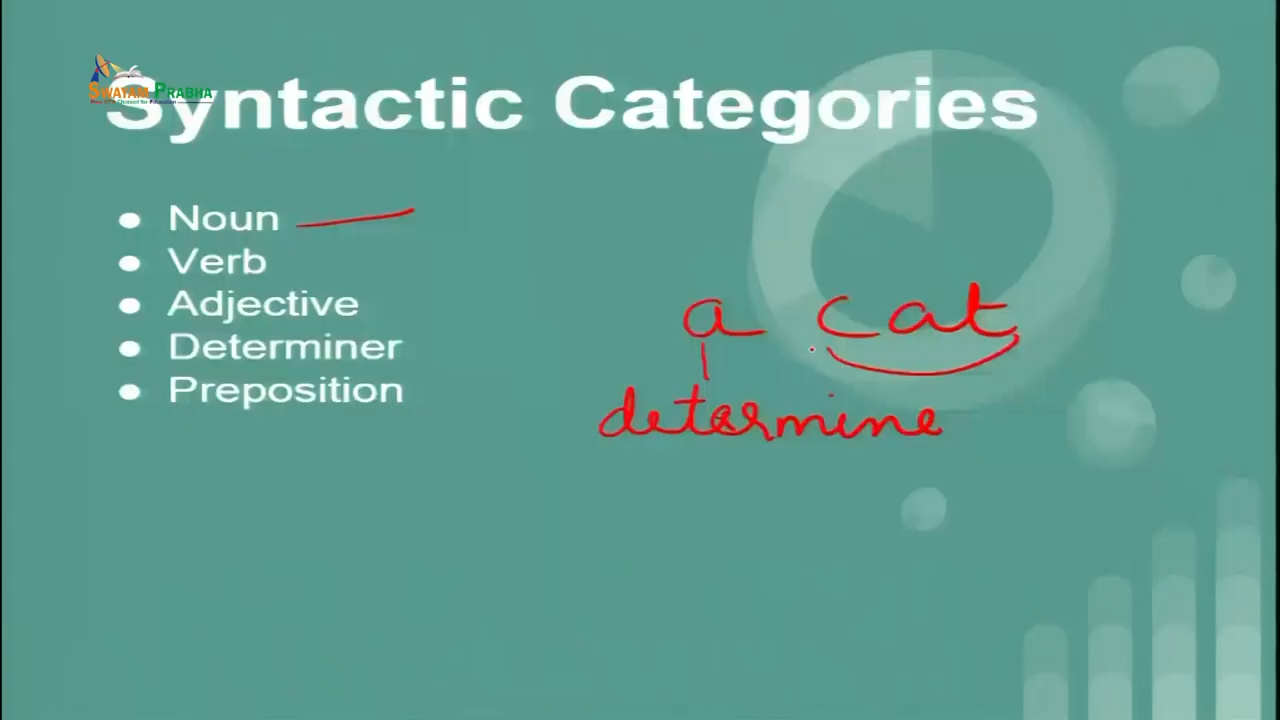 SWAYAM PRABHA
Syntactic Categories
Noun
Verb
Adjective
Determiner
Preposition
a cat
determine